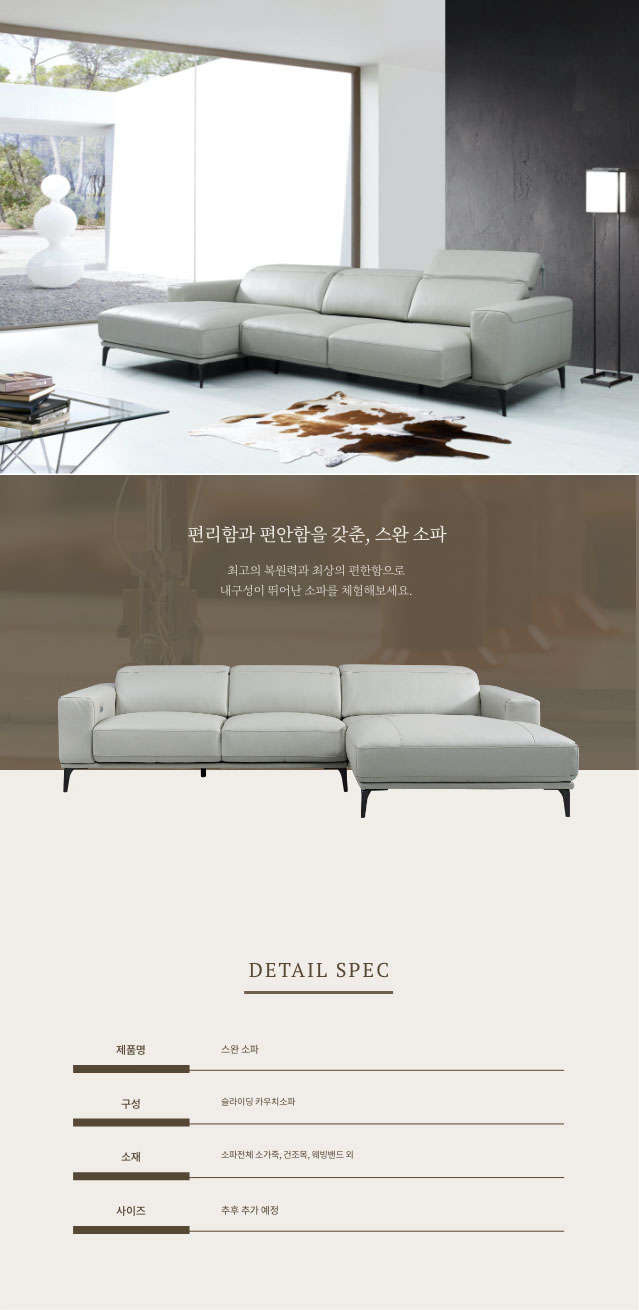 편리함과 편안함을 갖춘, 스완 소파
최고의 복원력과 최상의 편한함으로
내구성이 뛰어난 소파를 체험해보세요.
DETAIL SPEC
제품명 스완 소파
구성 슬라이딩 카우치소파
소재 소파전체 소가죽, 건조목, 웨빙밴드 외
사이즈 추후 추가 예정